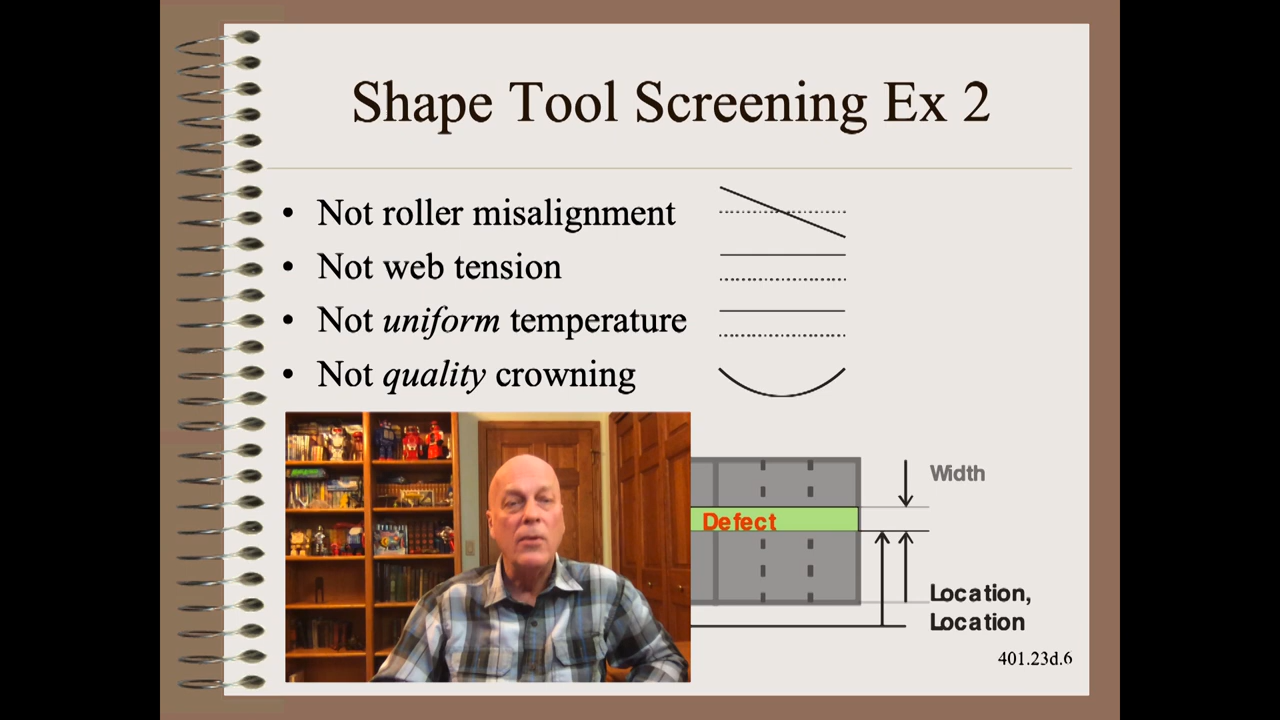 Shape Tool Screening Ex 2
• Not roller misalignment
• Not web tension
• Not uniform temperature
• Not quality crowning
Width
Defect
Location,
Location
401.23d.6